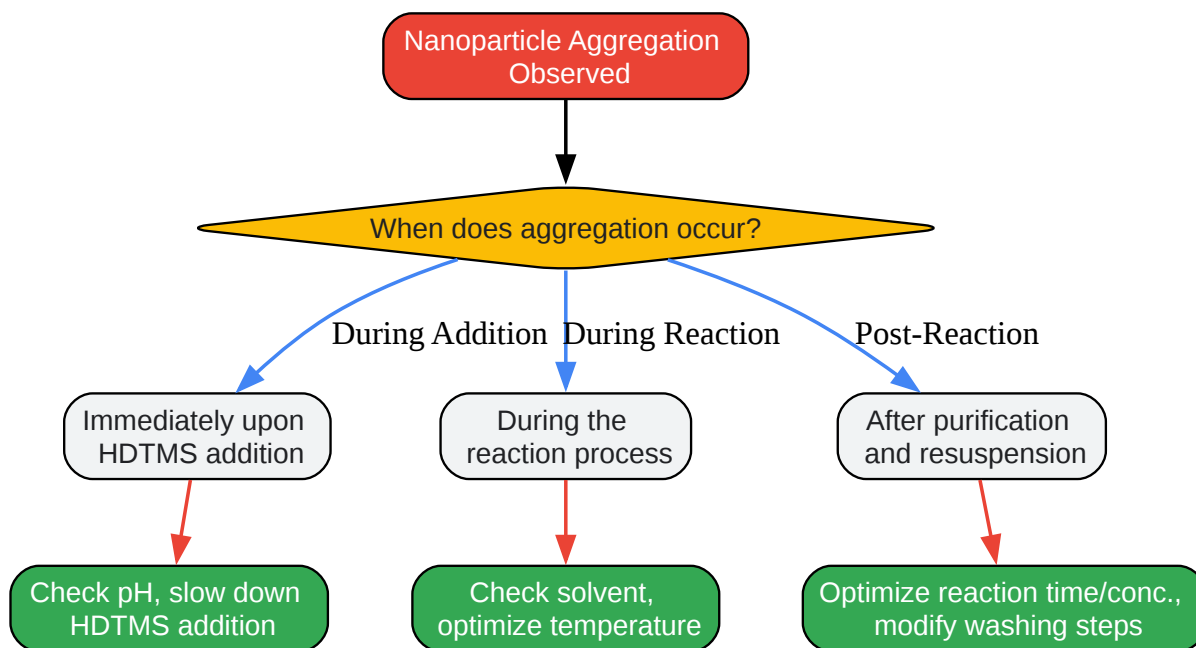 Nanoparticle Aggregation
Observed
When does aggregation occur?
During Addition
During Reaction
Post-Reaction
Immediately upon
HDTMS addition
During the
reaction process
After purification
and resuspension
Check pH, slow down
HDTMS addition
Check solvent,
optimize temperature
Optimize reaction time/conc.,
modify washing steps